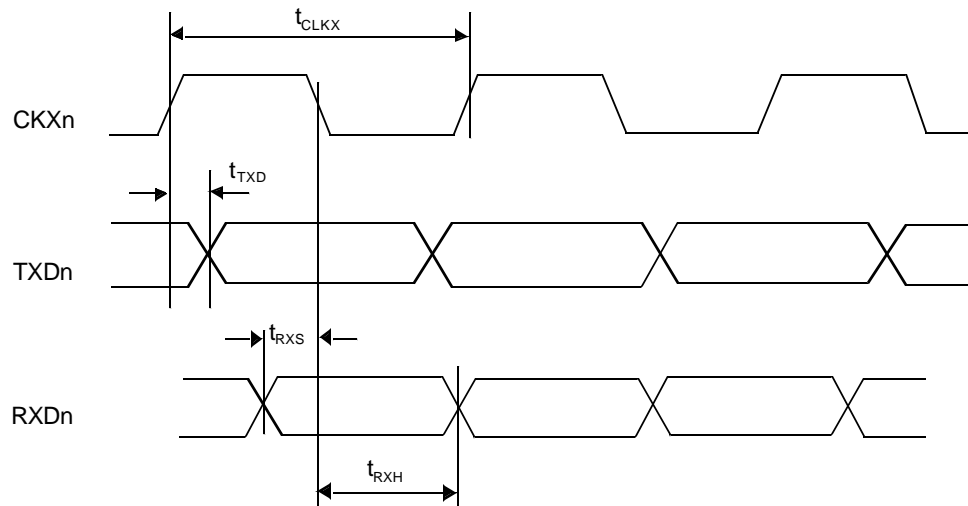 tCLKX
CKXn
tTXD
TXDn
tRXS
RXDn
tRXH